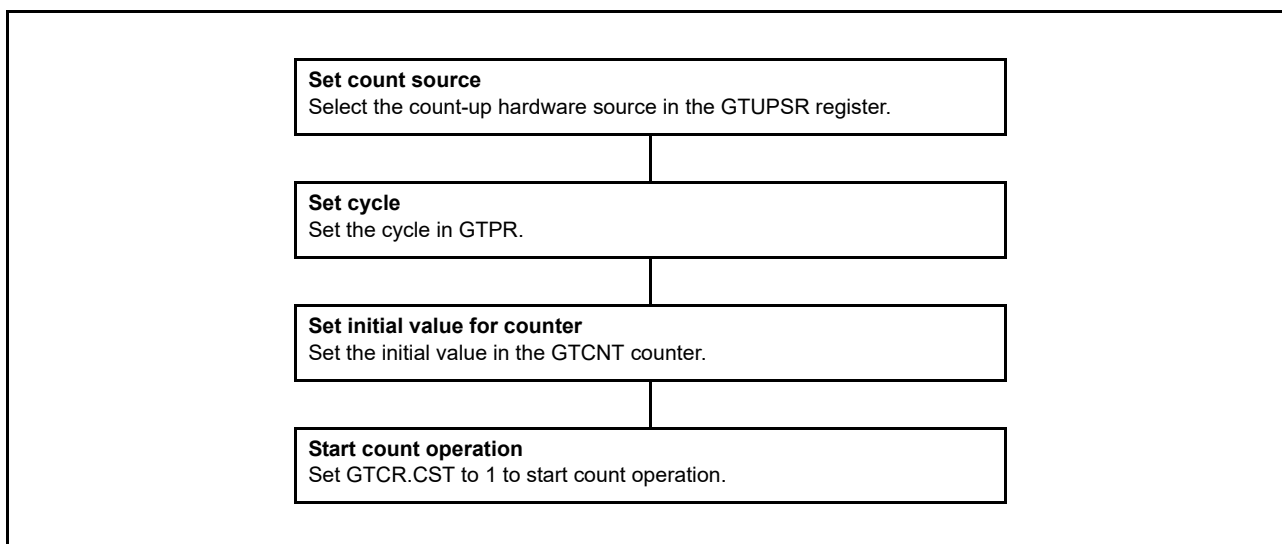 Set count source
Select the count-up hardware source in the GTUPSR register.
Set cycle
Set the cycle in GTPR.
Set initial value for counter
Set the initial value in the GTCNT counter.
Start count operation
Set GTCR.CST to 1 to start count operation.